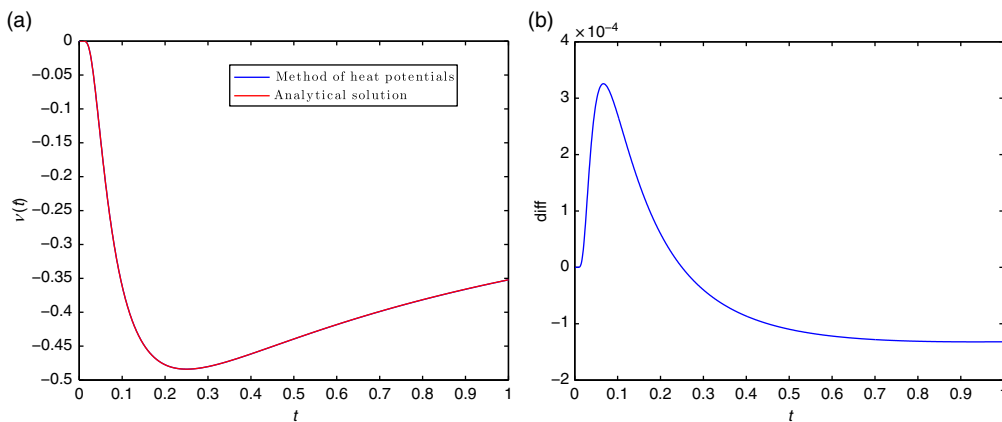 (a)
0
−0.05
−0.1
−0.15
−0.2
−0.25
−0.3
−0.35
−0.4
−0.45
−0.5
ν(t)
0.1 0.2 0.3 0.4 0.5 0.6 0.7 0.8 0.9 1
t
Method of heat potentials
Analytical solution
(b)
×10−4
4
3
2
1
0
−1
−2
diff
0 0.1 0.2 0.3 0.4 0.5 0.6 0.7 0.8 0.9 1
t